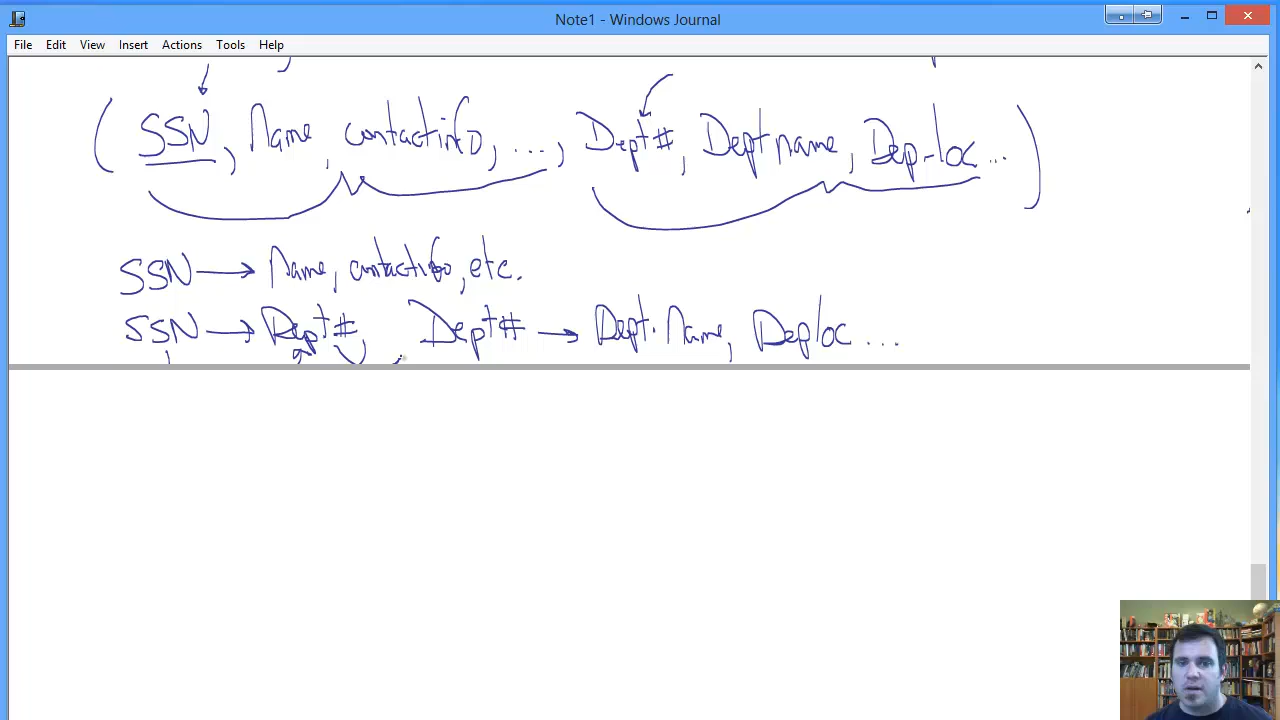 Note1 - Windows Journal
File Edit View Insert Actions Tools Help
(SSN, Name, contactinfo, ..., Dept#, Deptname, Dep-loc ...)
SSN → Name, contactinfo, etc.
SSN → Dept#, Dept# → Dept. Name, Deploc ...